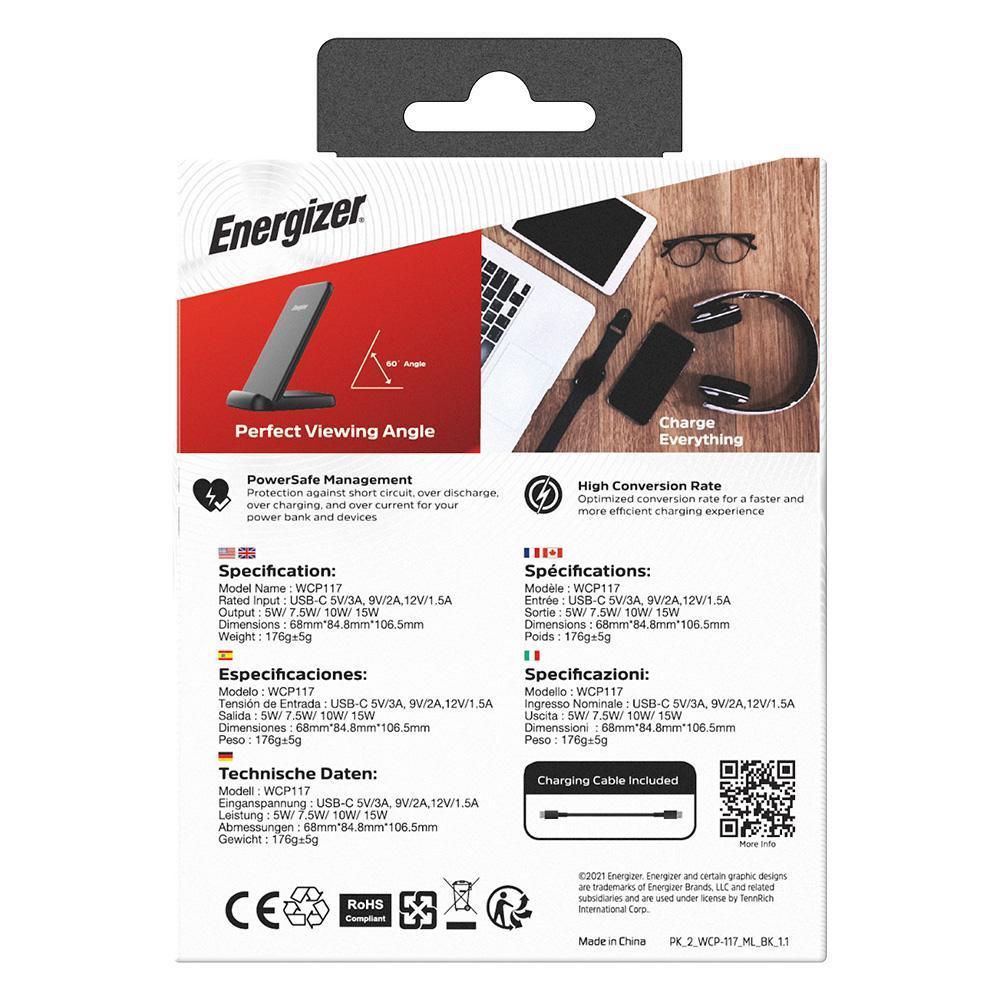 Energizer
Energizer
60° Angle
Perfect Viewing Angle
Charge
Everything
PowerSafe Management
Protection against short circuit, over discharge,
over charging, and over current for your
power bank and devices
High Conversion Rate
Optimized conversion rate for a faster and
more efficient charging experience
Specification:
Model Name : WCP117
Rated Input : USB-C 5V/3A, 9V/2A,12V/1.5A
Output : 5W/ 7.5W/ 10W/ 15W
Dimensions : 68mm*84.8mm*106.5mm
Weight : 176g±5g
Spécifications:
Modèle : WCP117
Entrée : USB-C 5V/3A, 9V/2A,12V/1.5A
Sortie : 5W/ 7.5W/ 10W/ 15W
Dimensions : 68mm*84.8mm*106.5mm
Poids : 176g±5g
Especificaciones:
Modelo : WCP117
Tensión de Entrada : USB-C 5V/3A, 9V/2A,12V/1.5A
Salida : 5W/ 7.5W/ 10W/ 15W
Dimensiones : 68mm*84.8mm*106.5mm
Peso : 176g±5g
Specificazioni:
Modello : WCP117
Ingresso Nominale : USB-C 5V/3A, 9V/2A,12V/1.5A
Uscita : 5W/ 7.5W/ 10W/ 15W
Dimenssioni : 68mm*84.8mm*106.5mm
Peso : 176g±5g
Technische Daten:
Modell : WCP117
Einganspannung : USB-C 5V/3A, 9V/2A,12V/1.5A
Leistung : 5W/ 7.5W/ 10W/ 15W
Abmessungen : 68mm*84.8mm*106.5mm
Gewicht : 176g±5g
Charging Cable Included
More Info
CE
RoHS
Compliant
©2021 Energizer. Energizer and certain graphic designs
are trademarks of Energizer Brands, LLC and related
subsidiaries and are used under license by TennRich
International Corp..
Made in China
PK_2_WCP-117_ML_BK_1.1